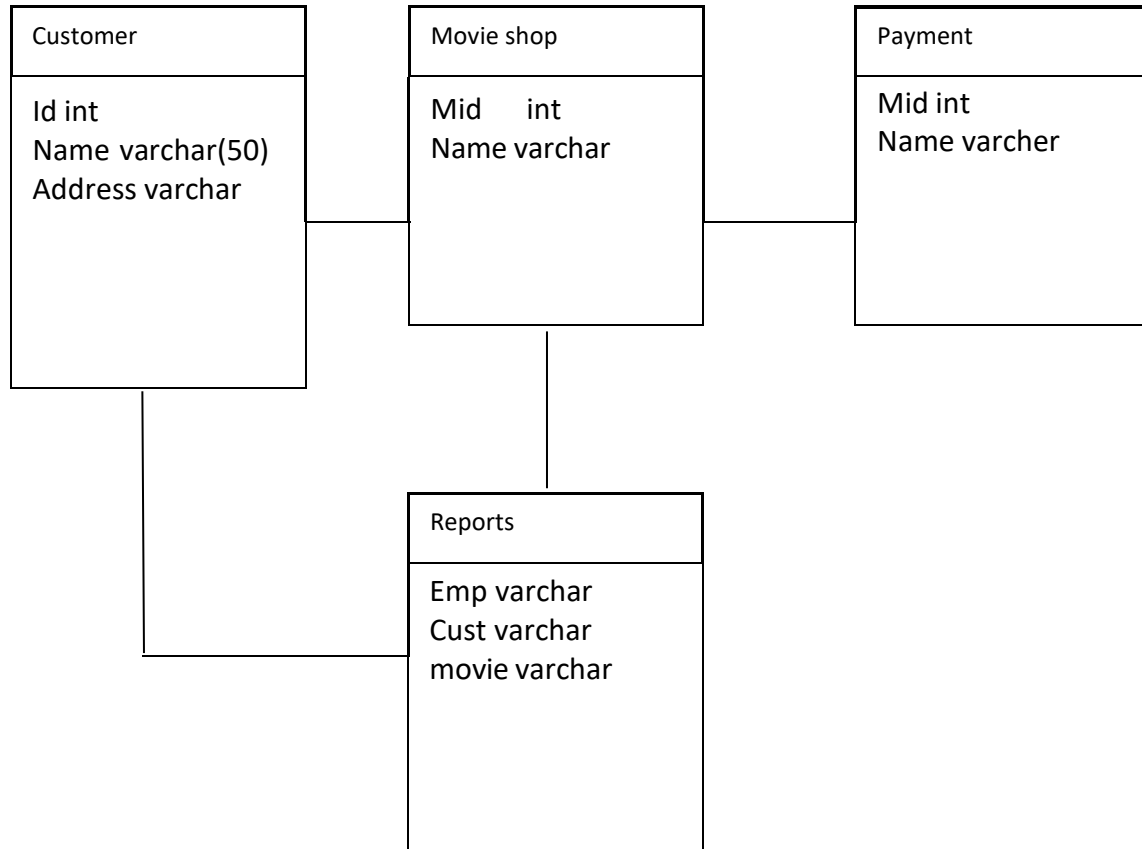 Customer
Id int
Name varchar(50)
Address varchar
Movie shop
Mid int
Name varchar
Payment
Mid int
Name varcher
Reports
Emp varchar
Cust varchar
movie varchar